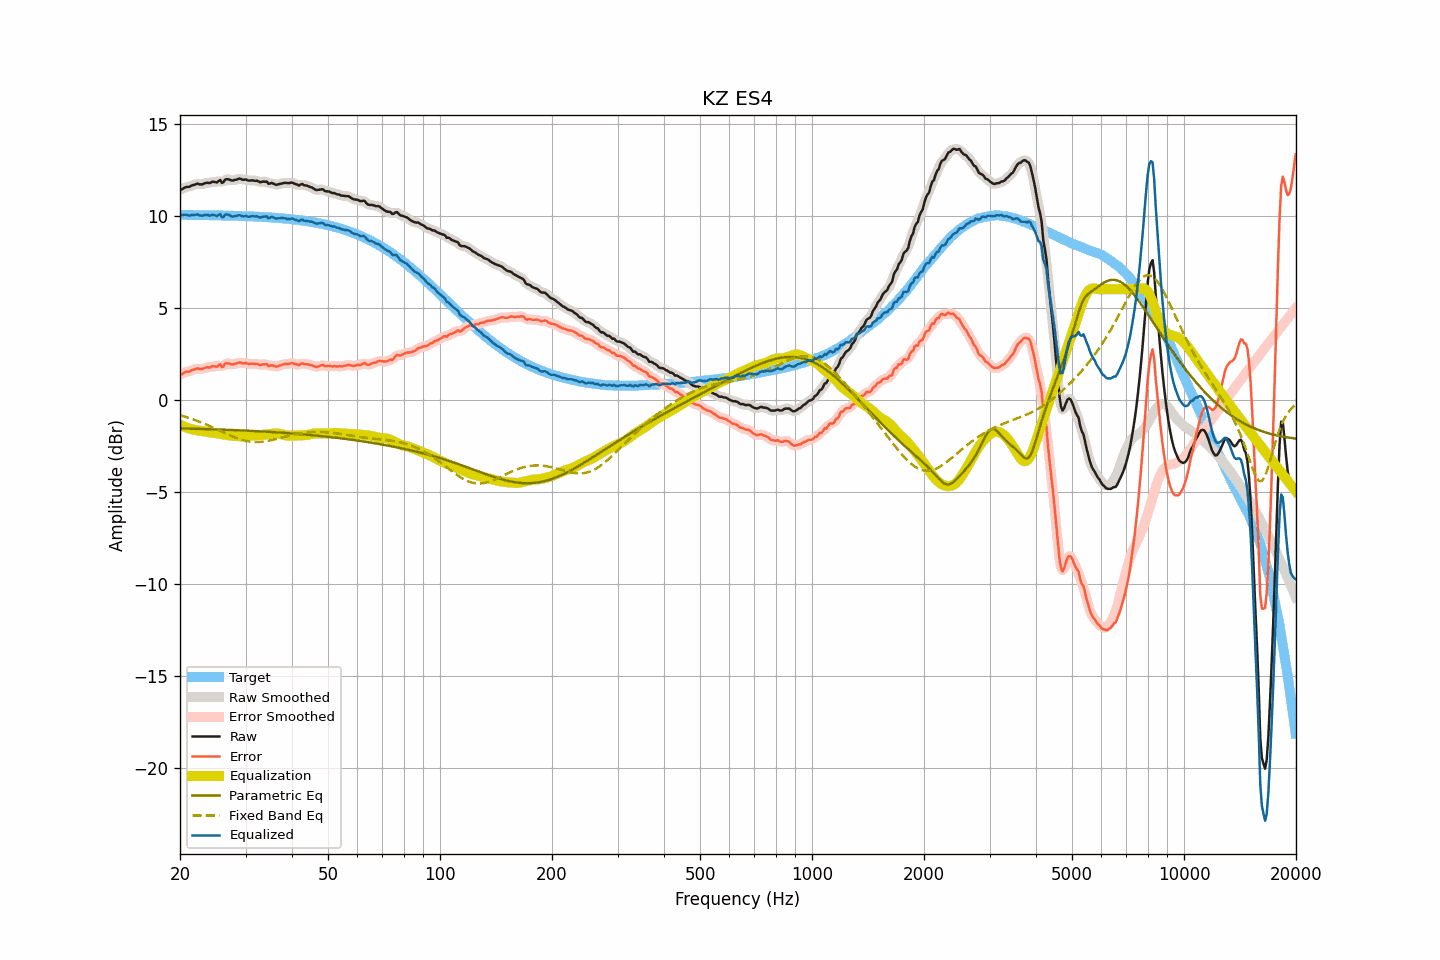 KZ ES4
15
10
5
0
−5
−10
−15
−20
Amplitude (dBr)
Target
Raw Smoothed
Error Smoothed
Raw
Error
Equalization
Parametric Eq
Fixed Band Eq
Equalized
20 50 100 200 500 1000 2000 5000 10000 20000
Frequency (Hz)